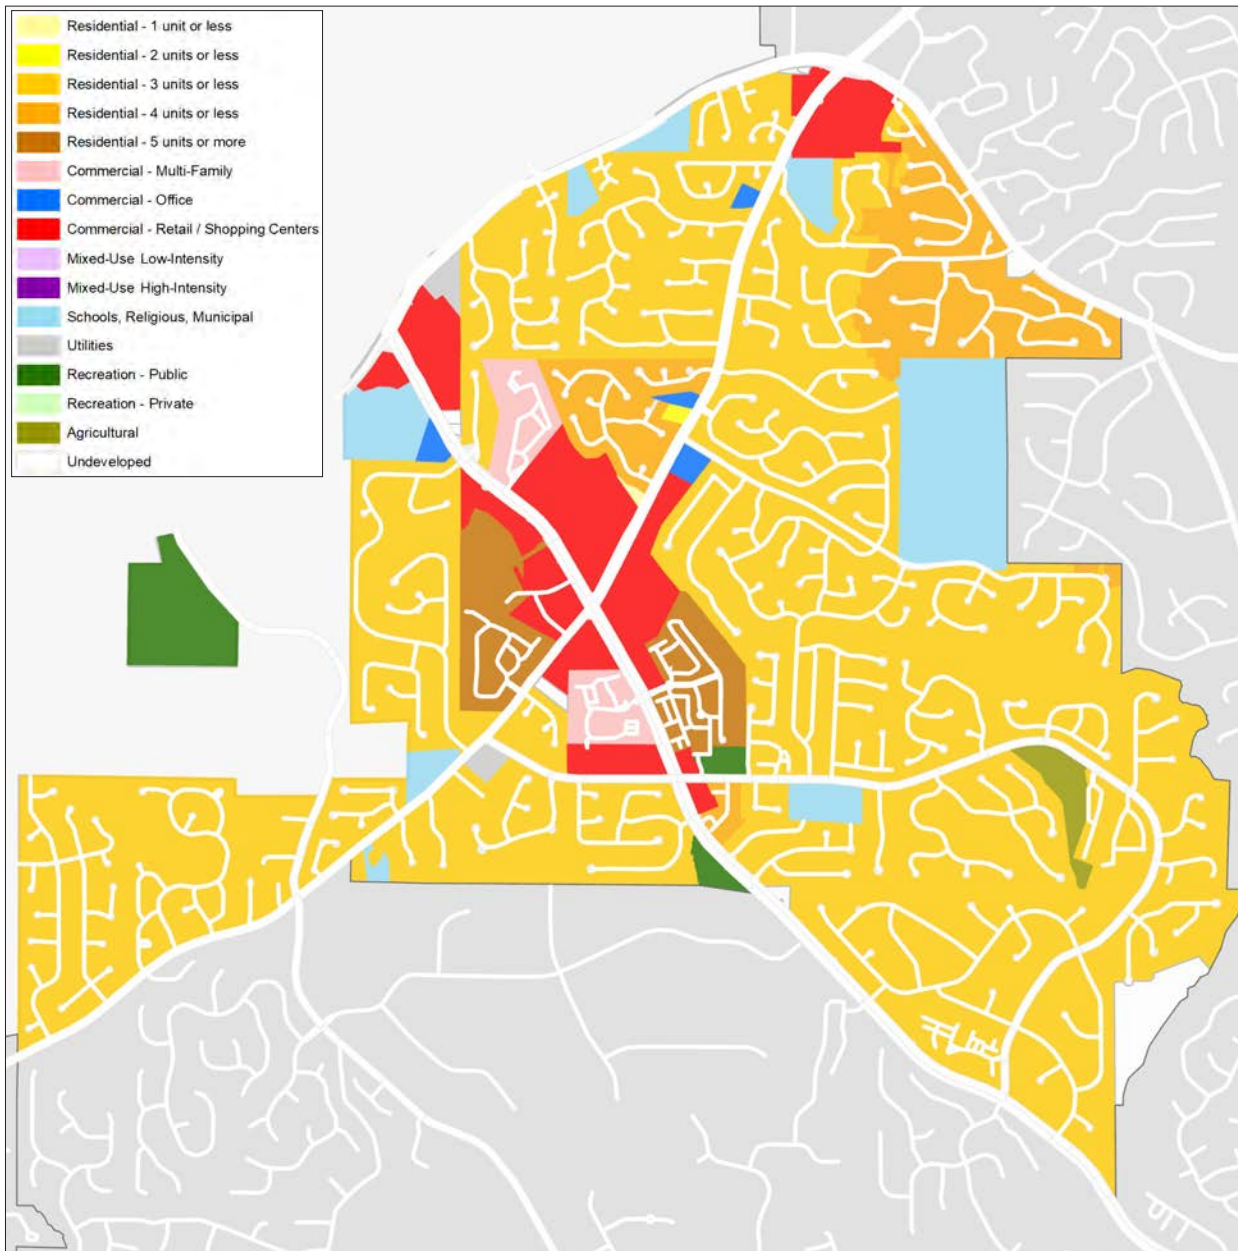 Residential - 1 unit or less
Residential - 2 units or less
Residential - 3 units or less
Residential - 4 units or less
Residential - 5 units or more
Commercial - Multi-Family
Commercial - Office
Commercial - Retail / Shopping Centers
Mixed-Use Low-Intensity
Mixed-Use High-Intensity
Schools, Religious, Municipal
Utilities
Recreation - Public
Recreation - Private
Agricultural
Undeveloped